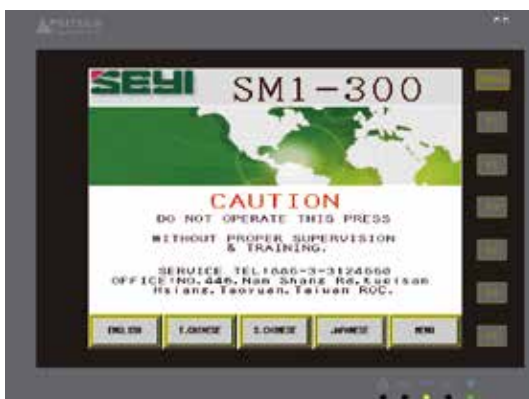 SEYI
SM1-300
CAUTION
DO NOT OPERATE THIS PRESS
WITHOUT PROPER SUPERVISION
& TRAINING.
SERVICE TEL:886-3-3124660
OFFICE:NO.446,Nan Shang Rd,Kueisan
Hsiang,Taoyuan,Taiwan ROC.
ENGLISH
T.CHINESE
S.CHINESE
JAPANESE
MENU